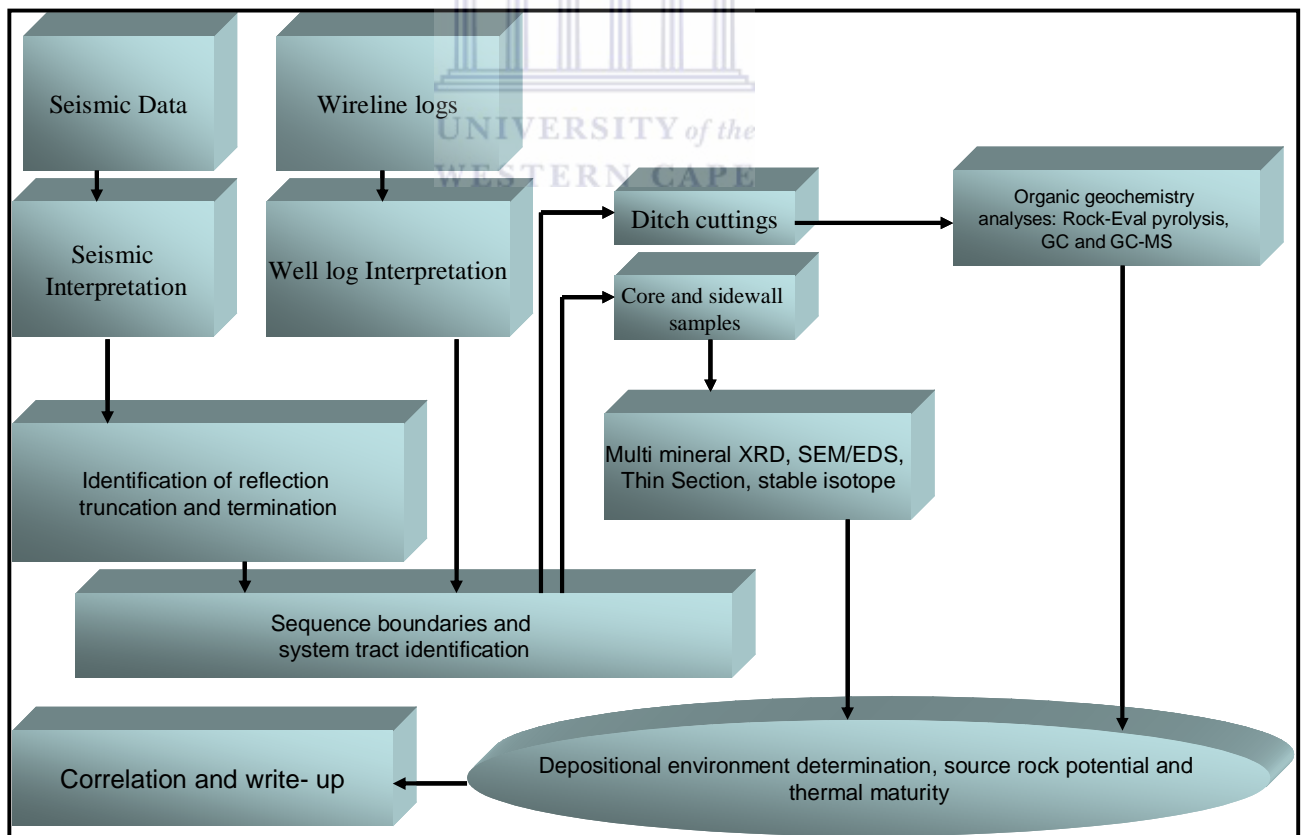 Seismic Data
Wireline logs
UNIVERSITY of the
WESTERN CAPE
Seismic
Interpretation
Well log Interpretation
Ditch cuttings
Organic geochemistry
analyses: Rock-Eval pyrolysis,
GC and GC-MS
Core and sidewall
samples
Identification of reflection
truncation and termination
Multi mineral XRD, SEM/EDS,
Thin Section, stable isotope
Sequence boundaries and
system tract identification
Correlation and write- up
Depositional environment determination, source rock potential and
thermal maturity